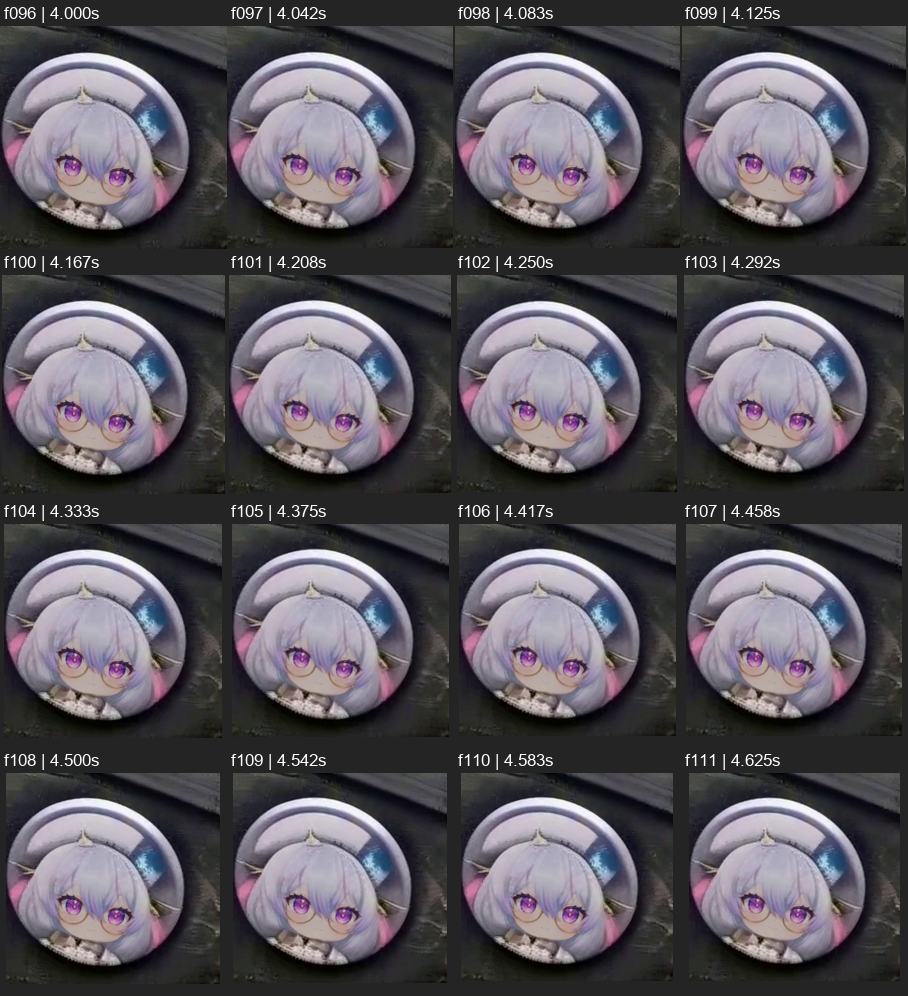 f096 | 4.000s
f097 | 4.042s
f098 | 4.083s
f099 | 4.125s
f100 | 4.167s
f101 | 4.208s
f102 | 4.250s
f103 | 4.292s
f104 | 4.333s
f105 | 4.375s
f106 | 4.417s
f107 | 4.458s
f108 | 4.500s
f109 | 4.542s
f110 | 4.583s
f111 | 4.625s